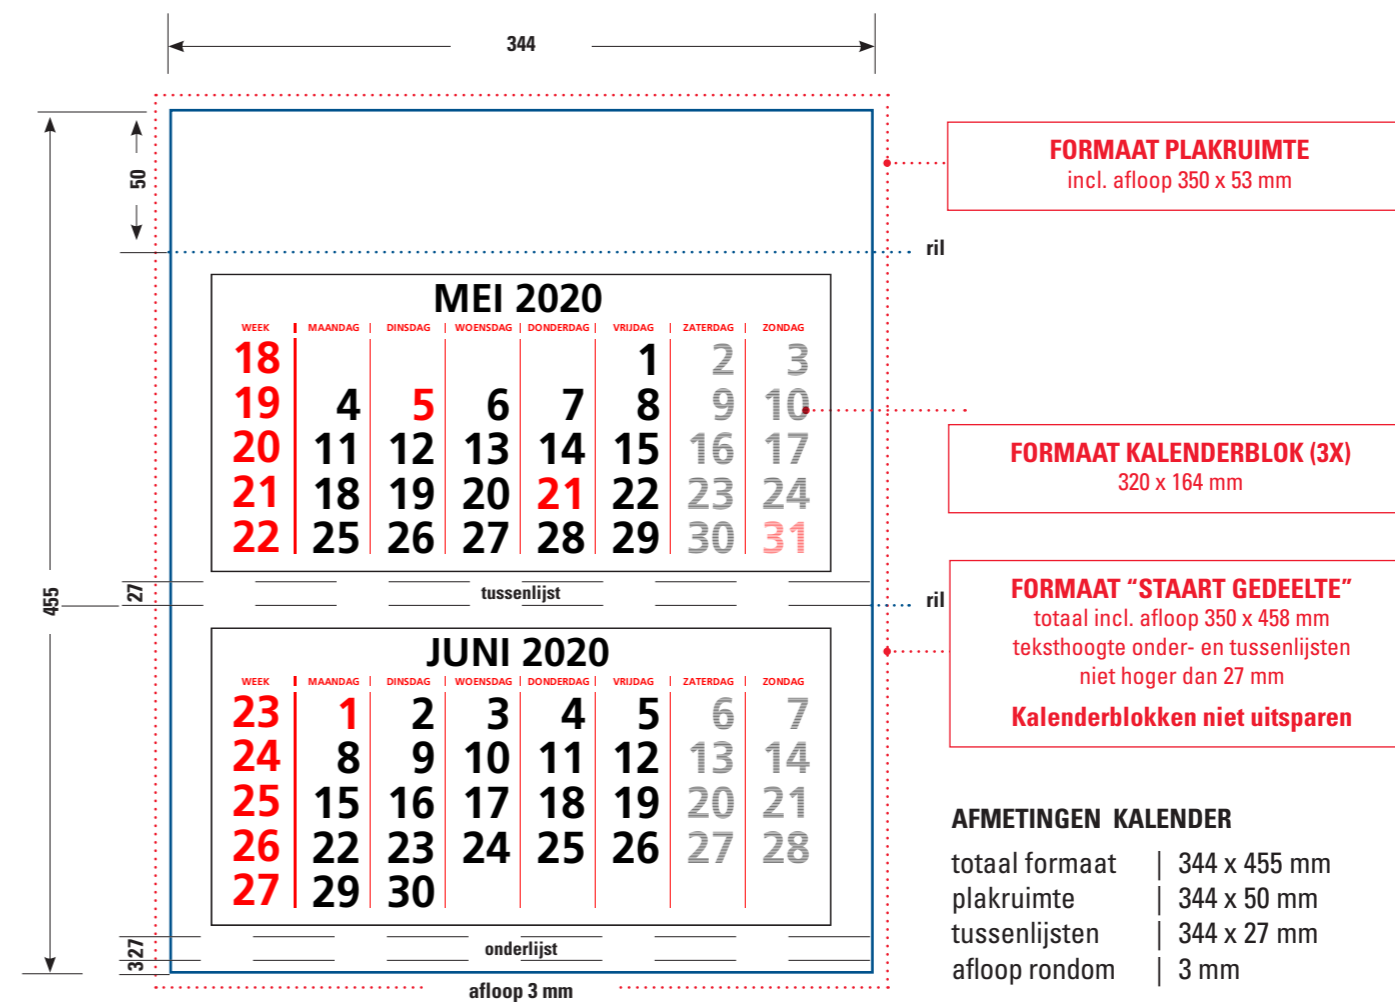 344
50
455
27
327
ril
MEI 2020
WEEK MAANDAG DINSDAG WOENSDAG DONDERDAG VRIJDAG ZATERDAG ZONDAG
18 1 2 3
19 4 5 6 7 8 9 10
20 11 12 13 14 15 16 17
21 18 19 20 21 22 23 24
22 25 26 27 28 29 30 31
tussenlijst
ril
JUNI 2020
WEEK MAANDAG DINSDAG WOENSDAG DONDERDAG VRIJDAG ZATERDAG ZONDAG
23 1 2 3 4 5 6 7
24 8 9 10 11 12 13 14
25 15 16 17 18 19 20 21
26 22 23 24 25 26 27 28
27 29 30
onderlijst
afloop 3 mm
FORMAAT PLAKRUIMTE
incl. afloop 350 x 53 mm
FORMAAT KALENDERBLOK (3X)
320 x 164 mm
FORMAAT “STAART GEDEELTE”
totaal incl. afloop 350 x 458 mm
teksthoogte onder- en tussenlijsten
niet hoger dan 27 mm
Kalenderblokken niet uitsparen
AFMETINGEN KALENDER
totaal formaat | 344 x 455 mm
plakruimte | 344 x 50 mm
tussenlijsten | 344 x 27 mm
afloop rondom | 3 mm